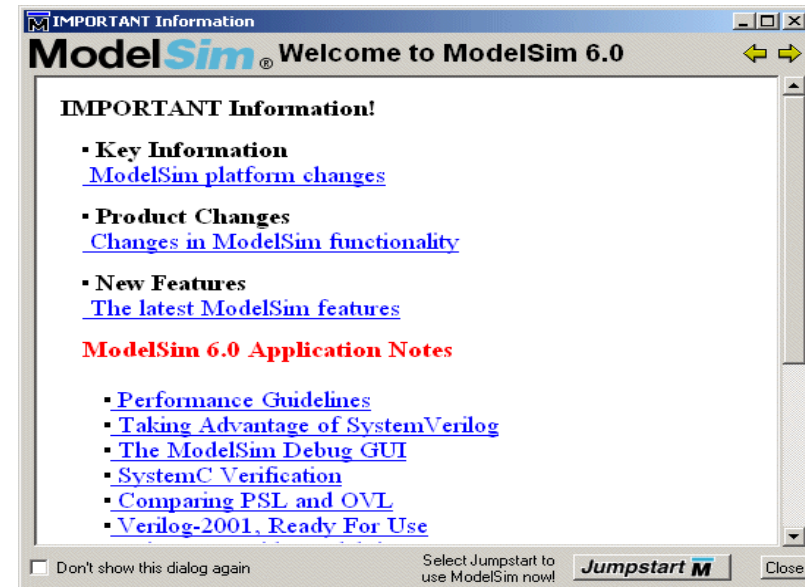 IMPORTANT Information
ModelSim ® Welcome to ModelSim 6.0
IMPORTANT Information!
▪ Key Information
ModelSim platform changes
▪ Product Changes
Changes in ModelSim functionality
▪ New Features
The latest ModelSim features
ModelSim 6.0 Application Notes
▪ Performance Guidelines
▪ Taking Advantage of SystemVerilog
▪ The ModelSim Debug GUI
▪ SystemC Verification
▪ Comparing PSL and OVL
▪ Verilog-2001, Ready For Use
Don't show this dialog again
Select Jumpstart to
use ModelSim now!
Jumpstart M
Close